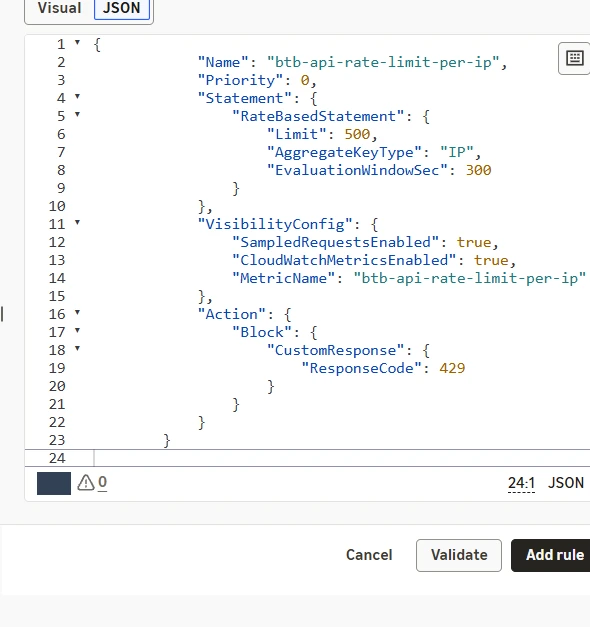 Visual JSON
1 {
2 "Name": "btb-api-rate-limit-per-ip",
3 "Priority": 0,
4 "Statement": {
5 "RateBasedStatement": {
6 "Limit": 500,
7 "AggregateKeyType": "IP",
8 "EvaluationWindowSec": 300
9 }
10 },
11 "VisibilityConfig": {
12 "SampledRequestsEnabled": true,
13 "CloudWatchMetricsEnabled": true,
14 "MetricName": "btb-api-rate-limit-per-ip"
15 },
16 "Action": {
17 "Block": {
18 "CustomResponse": {
19 "ResponseCode": 429
20 }
21 }
22 }
23 }
24
0 24:1 JSON
Cancel Validate Add rule